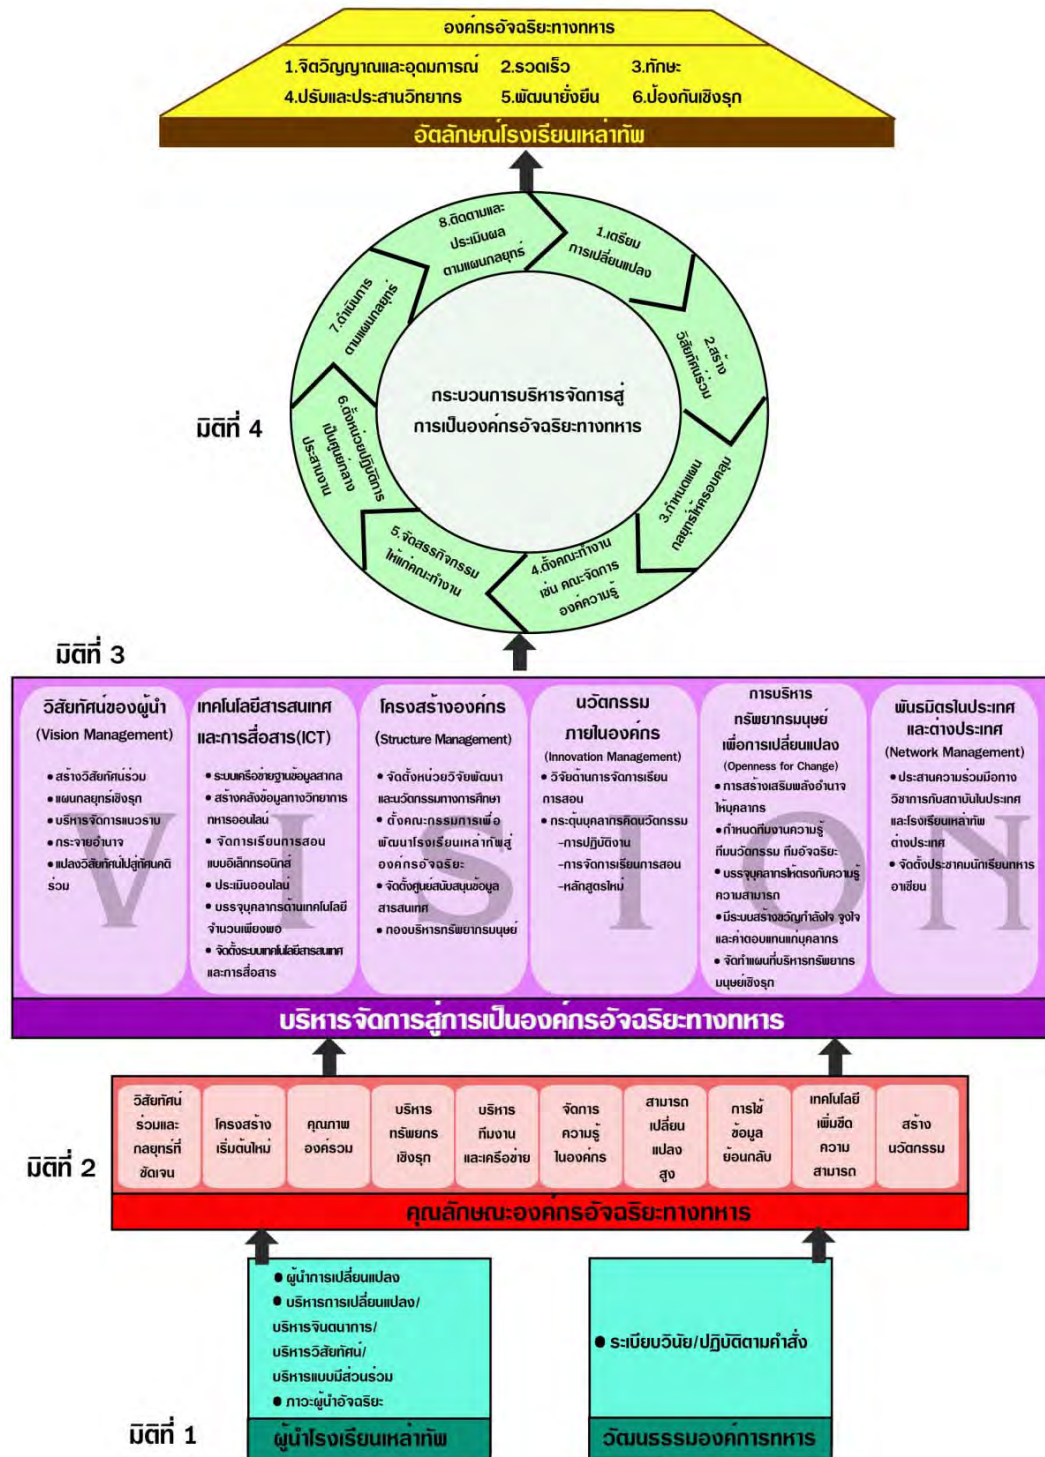 องค์กรอัจฉริยะทางทหาร
1.จิตวิญญาณและอุดมการณ์ 2.รวดเร็ว 3.ทักษะ
4.ปรับและประสานวิทยากร 5.พัฒนายั่งยืน 6.ป้องกันเชิงรุก
อัตลักษณ์โรงเรียนเหล่าทัพ
1.เตรียม
การเปลี่ยนแปลง
2.สร้าง
วิสัยทัศน์ร่วม
3.กำหนดแผน
กลยุทธ์ให้ครอบคลุม
4.ตั้งคณะทำงาน
เช่น คณะจัดการ
องค์ความรู้
5.จัดสรรกิจกรรม
ให้แก่คณะทำงาน
6.ตั้งหน่วยปฏิบัติการ
เป็นศูนย์กลาง
ประสานงาน
7.ดำเนินการ
ตามแผนกลยุทธ์
8.ติดตามและ
ประเมินผล
ตามแผนกลยุทธ์
กระบวนการบริหารจัดการสู่
การเป็นองค์กรอัจฉริยะทางทหาร
มิติที่ 4
มิติที่ 3
VISION
วิสัยทัศน์ของผู้นำ
(Vision Management)
• สร้างวิสัยทัศน์ร่วม
• แผนกลยุทธ์เชิงรุก
• บริหารจัดการแนวราบ
• กระจายอำนาจ
• แปลงวิสัยทัศน์ไปสู่ทัศนคติ
ร่วม
เทคโนโลยีสารสนเทศ
และการสื่อสาร(ICT)
• ระบบเครือข่ายฐานข้อมูลสากล
• สร้างคลังข้อมูลทางวิทยาการ
ทหารออนไลน์
• จัดการเรียนการสอน
แบบอิเล็กทรอนิกส์
• ประเมินออนไลน์
• บรรจุบุคลากรด้านเทคโนโลยี
จำนวนเพียงพอ
• จัดตั้งระบบเทคโนโลยีสารสนเทศ
และการสื่อสาร
โครงสร้างองค์กร
(Structure Management)
• จัดตั้งหน่วยวิจัยพัฒนา
และนวัตกรรมทางการศึกษา
• ตั้งคณะกรรมการเพื่อ
พัฒนาโรงเรียนเหล่าทัพสู่
องค์กรอัจฉริยะ
• จัดตั้งศูนย์สนับสนุนข้อมูล
สารสนเทศ
• กองบริหารทรัพยากรมนุษย์
นวัตกรรม
ภายในองค์กร
(Innovation Management)
• วิจัยด้านการจัดการเรียน
การสอน
• กระตุ้นบุคลากรคิดนวัตกรรม
-การปฏิบัติงาน
-การจัดการเรียนการสอน
-หลักสูตรใหม่
การบริหาร
ทรัพยากรมนุษย์
เพื่อการเปลี่ยนแปลง
(Openness for Change)
• การสร้างเสริมพลังอำนาจ
ให้บุคลากร
•กำหนดทีมงานความรู้
ทีมนวัตกรรม ทีมอัจฉริยะ
• บรรจุบุคลากรให้ตรงกับความรู้
ความสามารถ
• มีระบบสร้างขวัญกำลังใจ จูงใจ
และค่าตอบแทนแก่บุคลากร
• จัดทำแผนที่บริหารทรัพยากร
มนุษย์เชิงรุก
พันธมิตรในประเทศ
และต่างประเทศ
(Network Management)
• ประสานความร่วมมือทาง
วิชาการกับสถาบันในประเทศ
และโรงเรียนเหล่าทัพ
ต่างประเทศ
• จัดตั้งประชาคมนักเรียนทหาร
อาเซียน
บริหารจัดการสู่การเป็นองค์กรอัจฉริยะทางทหาร
มิติที่ 2
วิสัยทัศน์
ร่วมและ
กลยุทธ์ที่
ชัดเจน
โครงสร้าง
เริ่มต้นใหม่
คุณภาพ
องค์รวม
บริหาร
ทรัพยกร
เชิงรุก
บริหาร
ทีมงาน
และเครือข่าย
จัดการ
ความรู้
ในองค์กร
สามารถ
เปลี่ยน
แปลง
สูง
การใช้
ข้อมูล
ย้อนกลับ
เทคโนโลยี
เพิ่มขีด
ความ
สามารถ
สร้าง
นวัตกรรม
คุณลักษณะองค์กรอัจฉริยะทางทหาร
• ผู้นำการเปลี่ยนแปลง
• บริหารการเปลี่ยนแปลง/
บริหารจินตนาการ/
บริหารวิสัยทัศน์/
บริหารแบบมีส่วนร่วม
• ภาวะผู้นำอัจฉริยะ
ผู้นำโรงเรียนเหล่าทัพ
• ระเบียบวินัย/ปฏิบัติตามคำสั่ง
วัฒนธรรมองค์การทหาร
มิติที่ 1